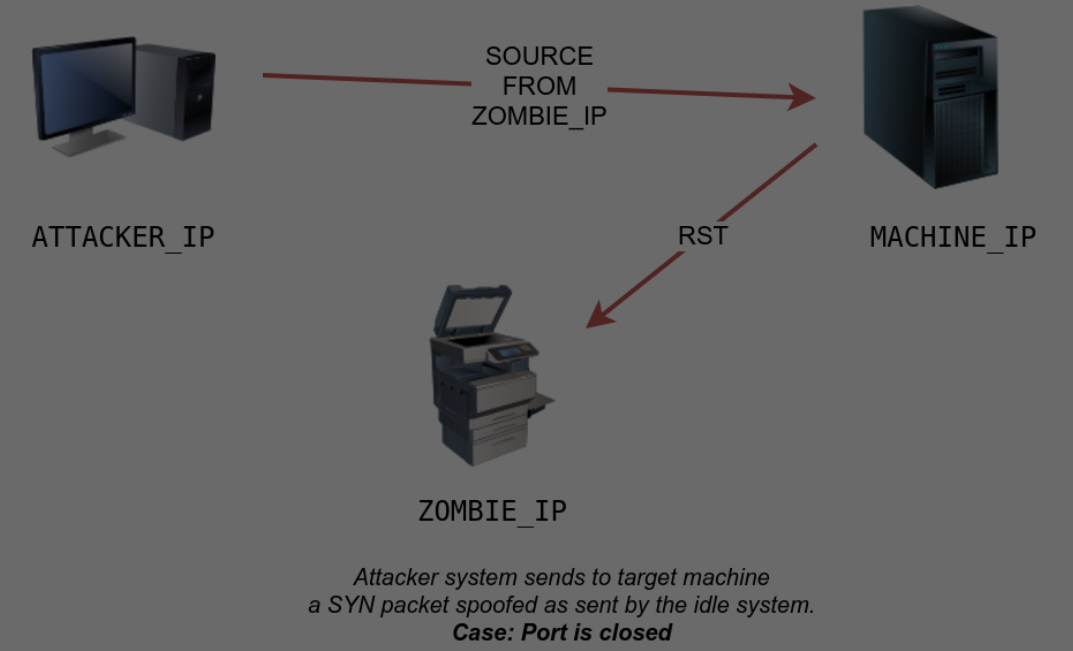 SOURCE
FROM
ZOMBIE_IP
ATTACKER_IP
RST
MACHINE_IP
ZOMBIE_IP
Attacker system sends to target machine
a SYN packet spoofed as sent by the idle system.
Case: Port is closed